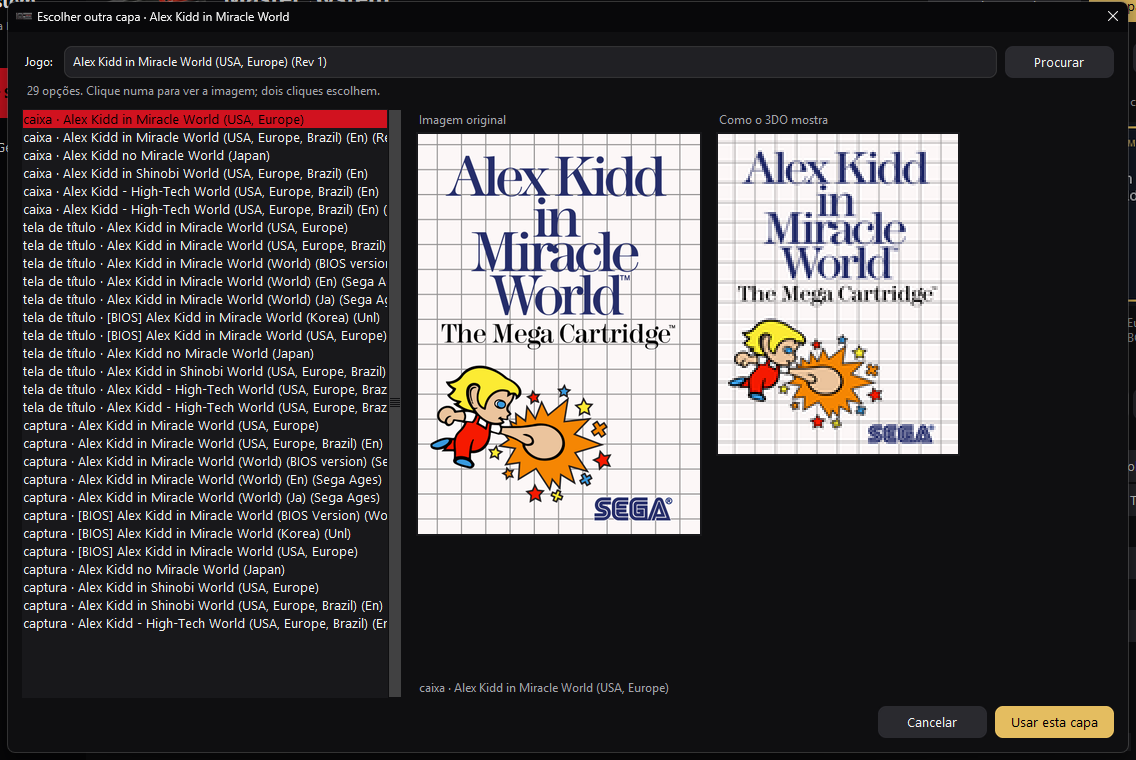 Escolher outra capa · Alex Kidd in Miracle World
Jogo:
Alex Kidd in Miracle World (USA, Europe) (Rev 1)
Procurar
29 opções. Clique numa para ver a imagem; dois cliques escolhem.
caixa · Alex Kidd in Miracle World (USA, Europe)
caixa · Alex Kidd in Miracle World (USA, Europe, Brazil) (En) (Re
caixa · Alex Kidd no Miracle World (Japan)
caixa · Alex Kidd in Shinobi World (USA, Europe, Brazil) (En)
caixa · Alex Kidd - High-Tech World (USA, Europe, Brazil) (En)
caixa · Alex Kidd - High-Tech World (USA, Europe, Brazil) (En) (
tela de título · Alex Kidd in Miracle World (USA, Europe)
tela de título · Alex Kidd in Miracle World (USA, Europe, Brazil)
tela de título · Alex Kidd in Miracle World (World) (BIOS version
tela de título · Alex Kidd in Miracle World (World) (En) (Sega A
tela de título · Alex Kidd in Miracle World (World) (Ja) (Sega Ag
tela de título · [BIOS] Alex Kidd in Miracle World (Korea) (Unl)
tela de título · [BIOS] Alex Kidd in Miracle World (USA, Europe)
tela de título · Alex Kidd no Miracle World (Japan)
tela de título · Alex Kidd in Shinobi World (USA, Europe, Brazil)
tela de título · Alex Kidd - High-Tech World (USA, Europe, Braz
tela de título · Alex Kidd - High-Tech World (USA, Europe, Braz
captura · Alex Kidd in Miracle World (USA, Europe)
captura · Alex Kidd in Miracle World (USA, Europe, Brazil) (En)
captura · Alex Kidd in Miracle World (World) (BIOS version) (Se
captura · Alex Kidd in Miracle World (World) (En) (Sega Ages)
captura · Alex Kidd in Miracle World (World) (Ja) (Sega Ages)
captura · [BIOS] Alex Kidd in Miracle World (BIOS Version) (Wo
captura · [BIOS] Alex Kidd in Miracle World (Korea) (Unl)
captura · [BIOS] Alex Kidd in Miracle World (USA, Europe)
captura · Alex Kidd no Miracle World (Japan)
captura · Alex Kidd in Shinobi World (USA, Europe)
captura · Alex Kidd in Shinobi World (USA, Europe, Brazil) (En)
captura · Alex Kidd - High-Tech World (USA, Europe, Brazil) (Er
Imagem original
Alex Kidd
in
Miracle
World™
The Mega Cartridge™
SEGA®
Como o 3DO mostra
Alex Kidd
in
Miracle
World™
The Mega Cartridge™
SEGA®
caixa · Alex Kidd in Miracle World (USA, Europe)
Cancelar
Usar esta capa